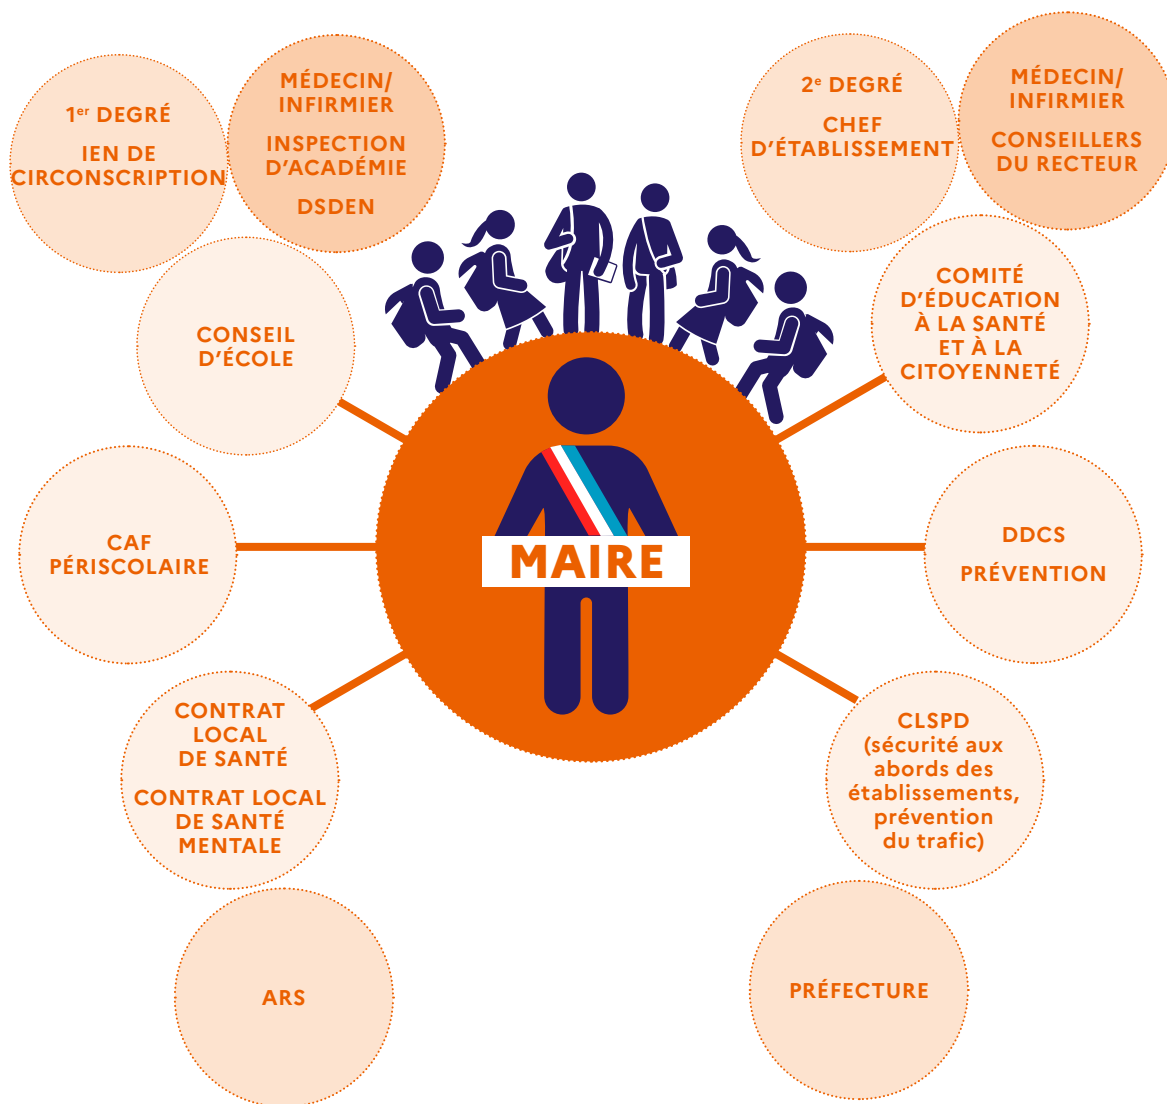 1er DEGRÉ
IEN DE
CIRCONSCRIPTION
MÉDECIN/
INFIRMIER
INSPECTION
D'ACADÉMIE
DSDEN
2e DEGRÉ
CHEF
D'ÉTABLISSEMENT
MÉDECIN/
INFIRMIER
CONSEILLERS
DU RECTEUR
CONSEIL
D'ÉCOLE
COMITÉ
D'ÉDUCATION
À LA SANTÉ
ET À LA
CITOYENNETÉ
CAF
PÉRISCOLAIRE
MAIRE
DDCS
PRÉVENTION
CONTRAT
LOCAL
DE SANTÉ
CONTRAT LOCAL
DE SANTÉ
MENTALE
CLSPD
(sécurité aux
abords des
établissements,
prévention
du trafic)
ARS
PRÉFECTURE